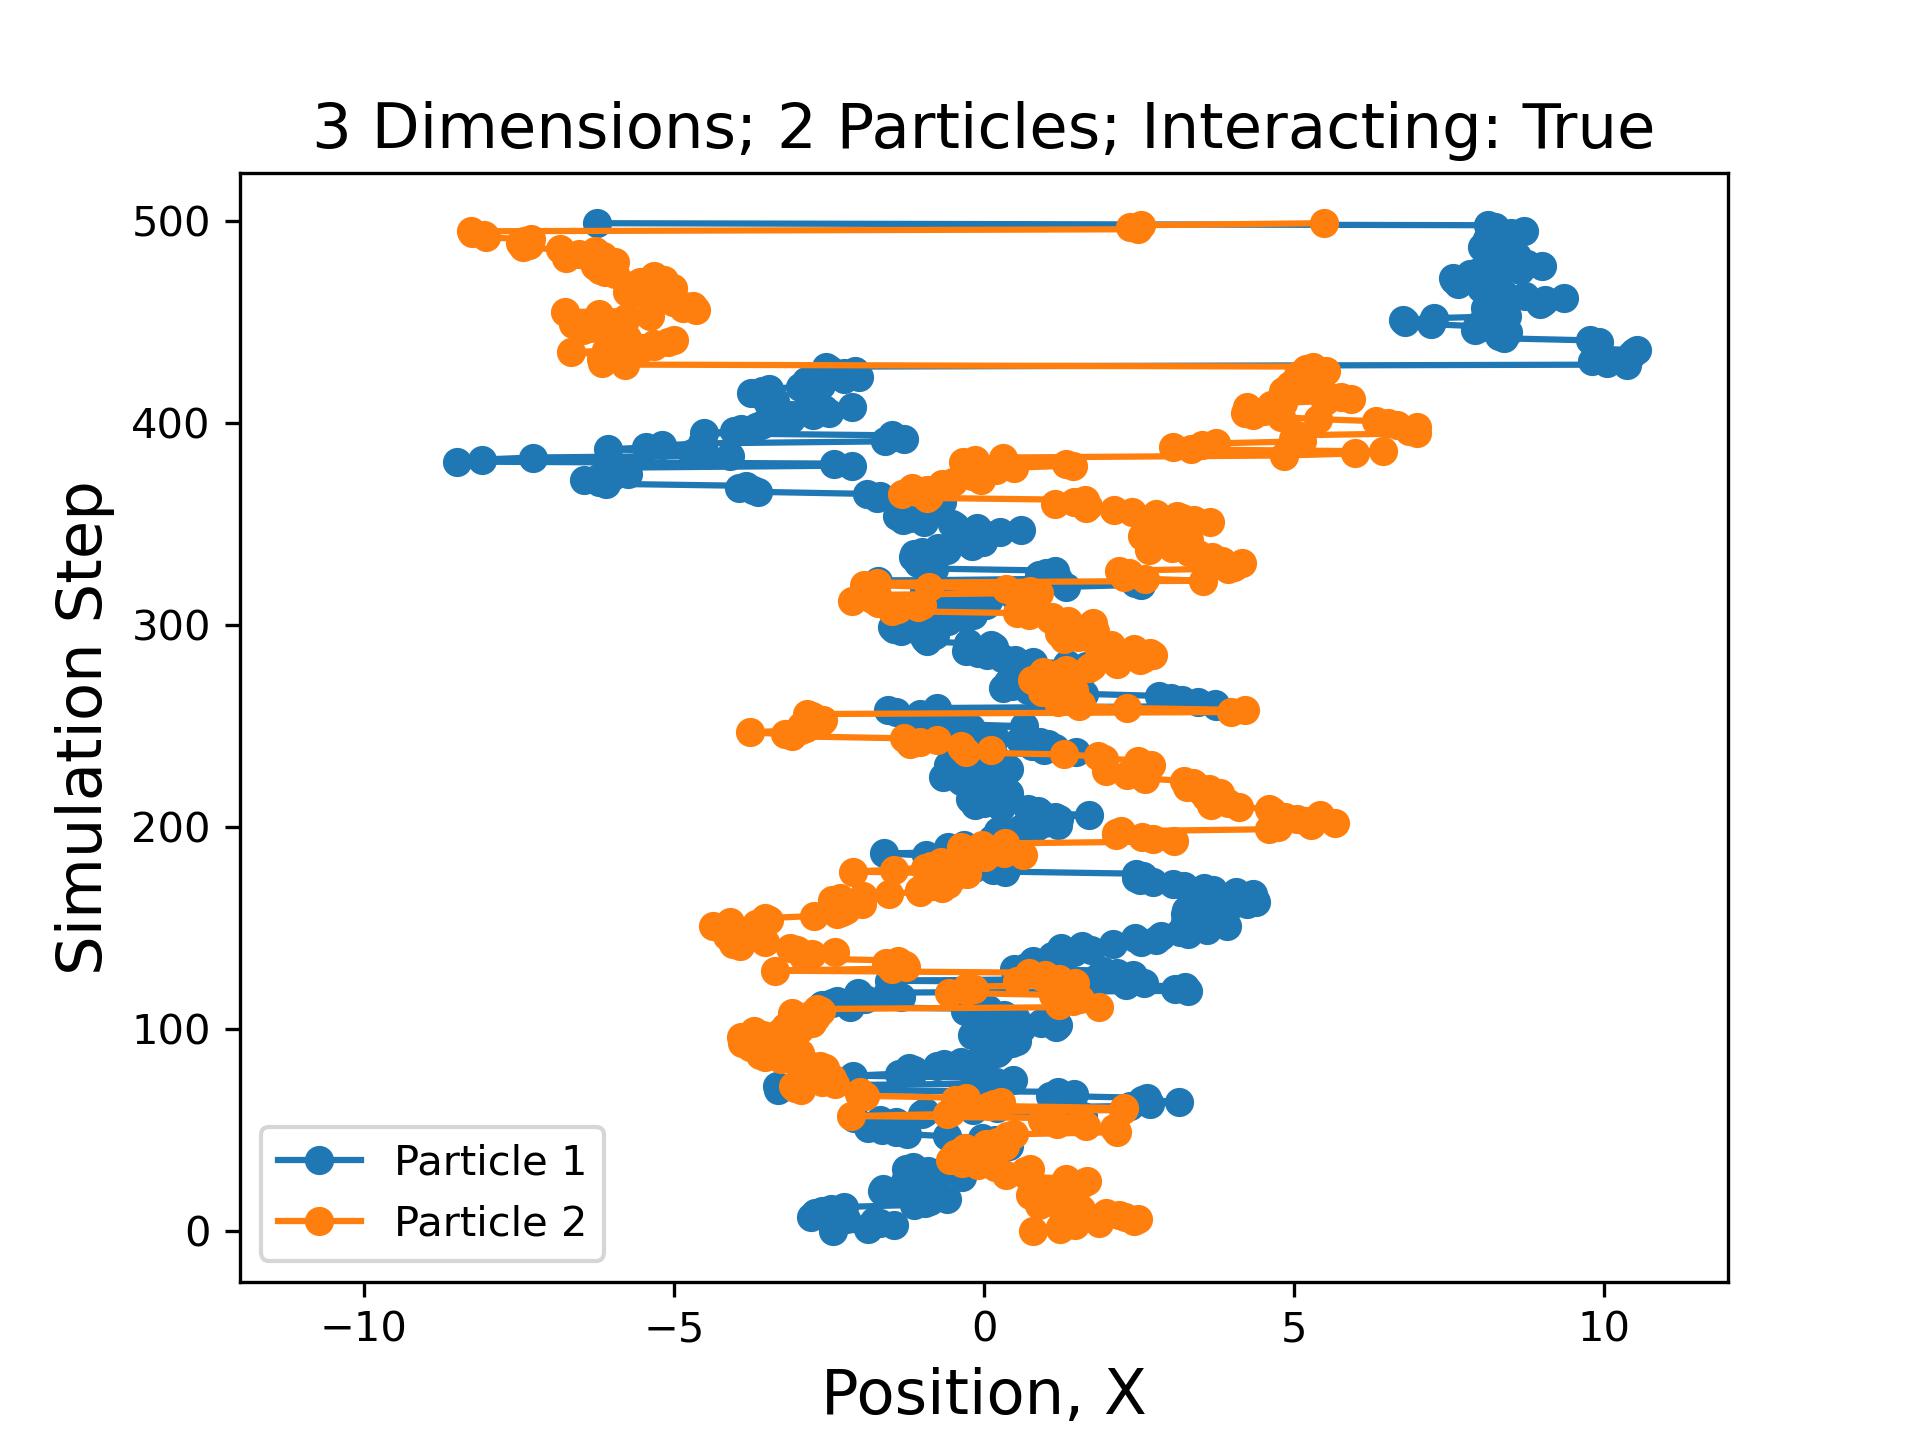 3 Dimensions; 2 Particles; Interacting: True
500
400
300
200
100
0
Simulation Step
Particle 1
Particle 2
−10
−5
0
5
10
Position, X